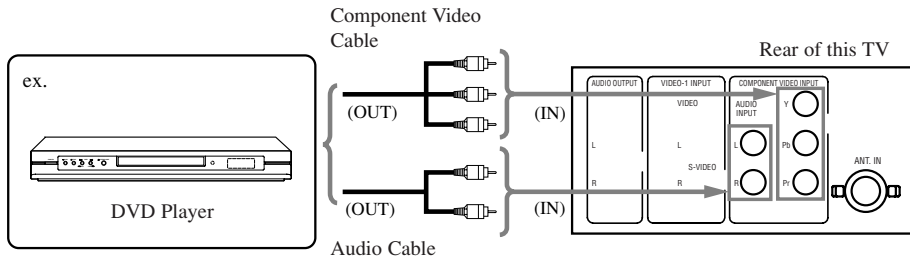 Component Video
Cable
Rear of this TV
ex.
AUDIO OUTPUT
VIDEO-1 INPUT
COMPONENT VIDEO INPUT
(OUT)
(IN)
VIDEO
AUDIO
INPUT
Y
L
L
L
Pb
S-VIDEO
ANT. IN
R
R
R
Pr
DVD Player
(OUT)
(IN)
Audio Cable